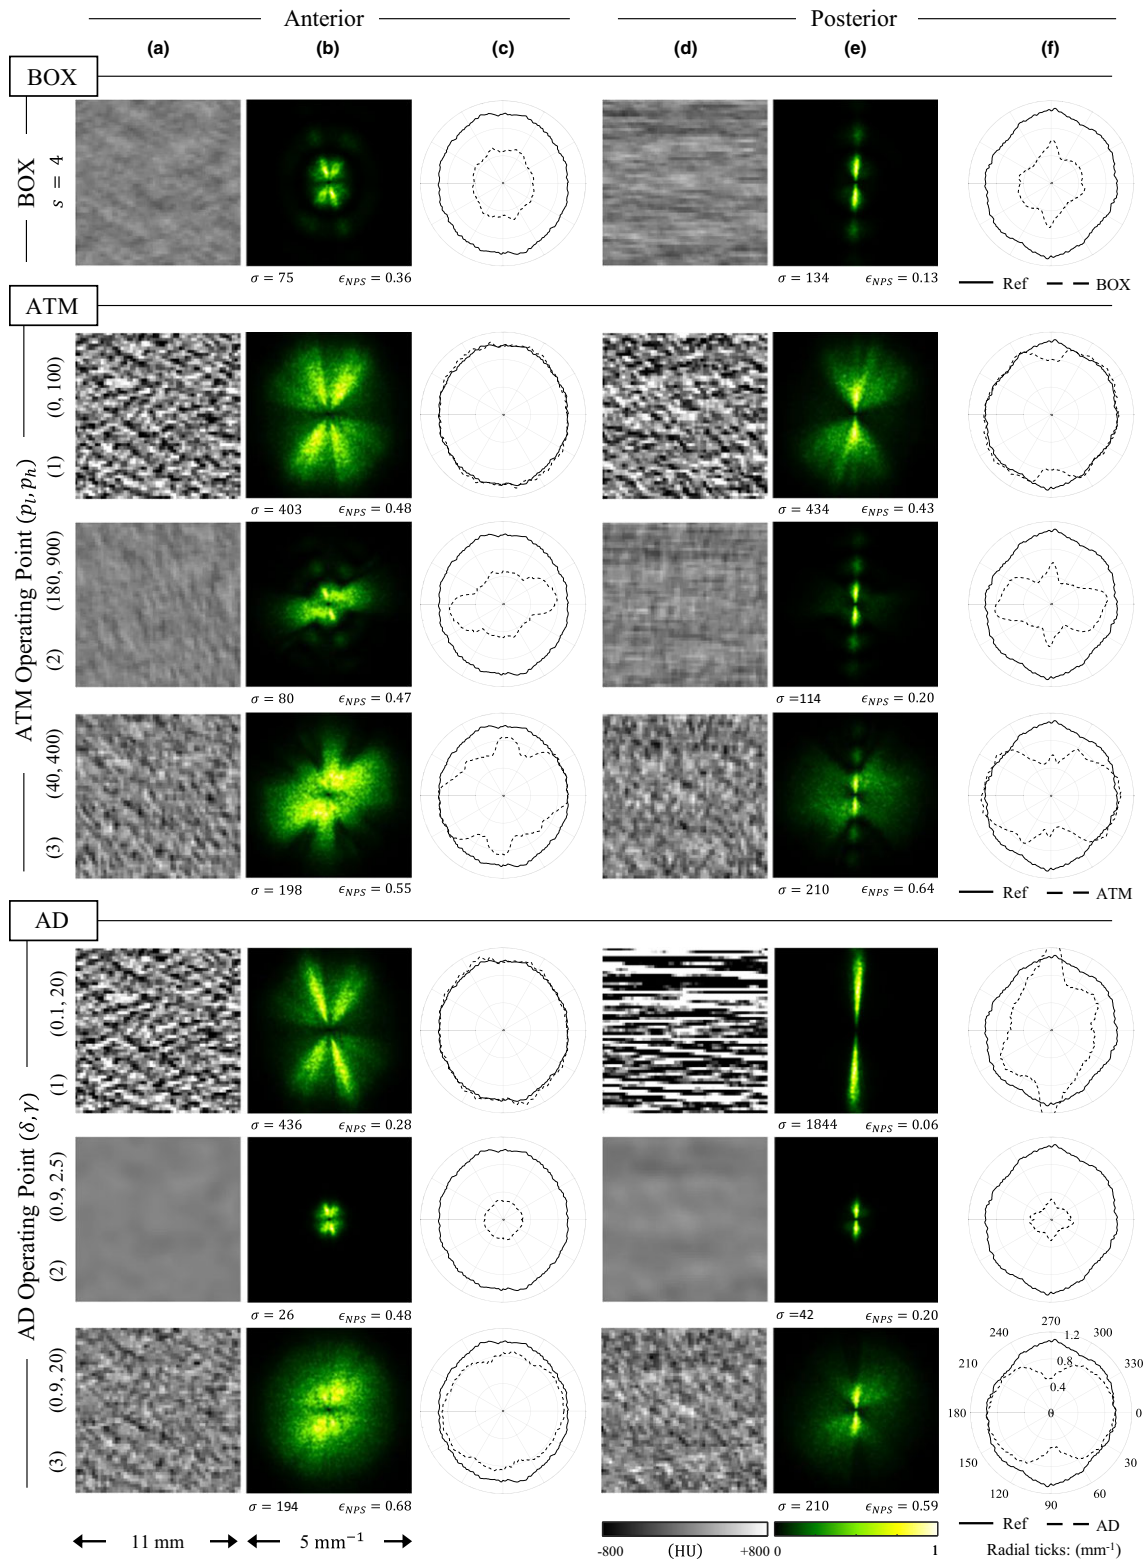 Anterior
Posterior
(a)
(b)
(c)
(d)
(e)
(f)
BOX
BOX
s = 4
σ = 75
ϵNPS = 0.36
σ = 134
ϵNPS = 0.13
Ref
BOX
ATM
ATM Operating Point (pl, ph)
(1)
(0, 100)
σ = 403
ϵNPS = 0.48
σ = 434
ϵNPS = 0.43
(2)
(180, 900)
σ = 80
ϵNPS = 0.47
σ =114
ϵNPS = 0.20
(3)
(40, 400)
σ = 198
ϵNPS = 0.55
σ = 210
ϵNPS = 0.64
Ref
ATM
AD
AD Operating Point (δ, γ)
(1)
(0.1, 20)
σ = 436
ϵNPS = 0.28
σ = 1844
ϵNPS = 0.06
(2)
(0.9, 2.5)
σ = 26
ϵNPS = 0.48
σ =42
ϵNPS = 0.20
(3)
(0.9, 20)
270
240
1.2
300
210
0.8
330
0.4
180
0
0
150
30
120
60
90
σ = 194
ϵNPS = 0.68
σ = 210
ϵNPS = 0.59
Ref
AD
11 mm
5 mm⁻¹
-800
(HU)
+800
0
1
Radial ticks: (mm⁻¹)